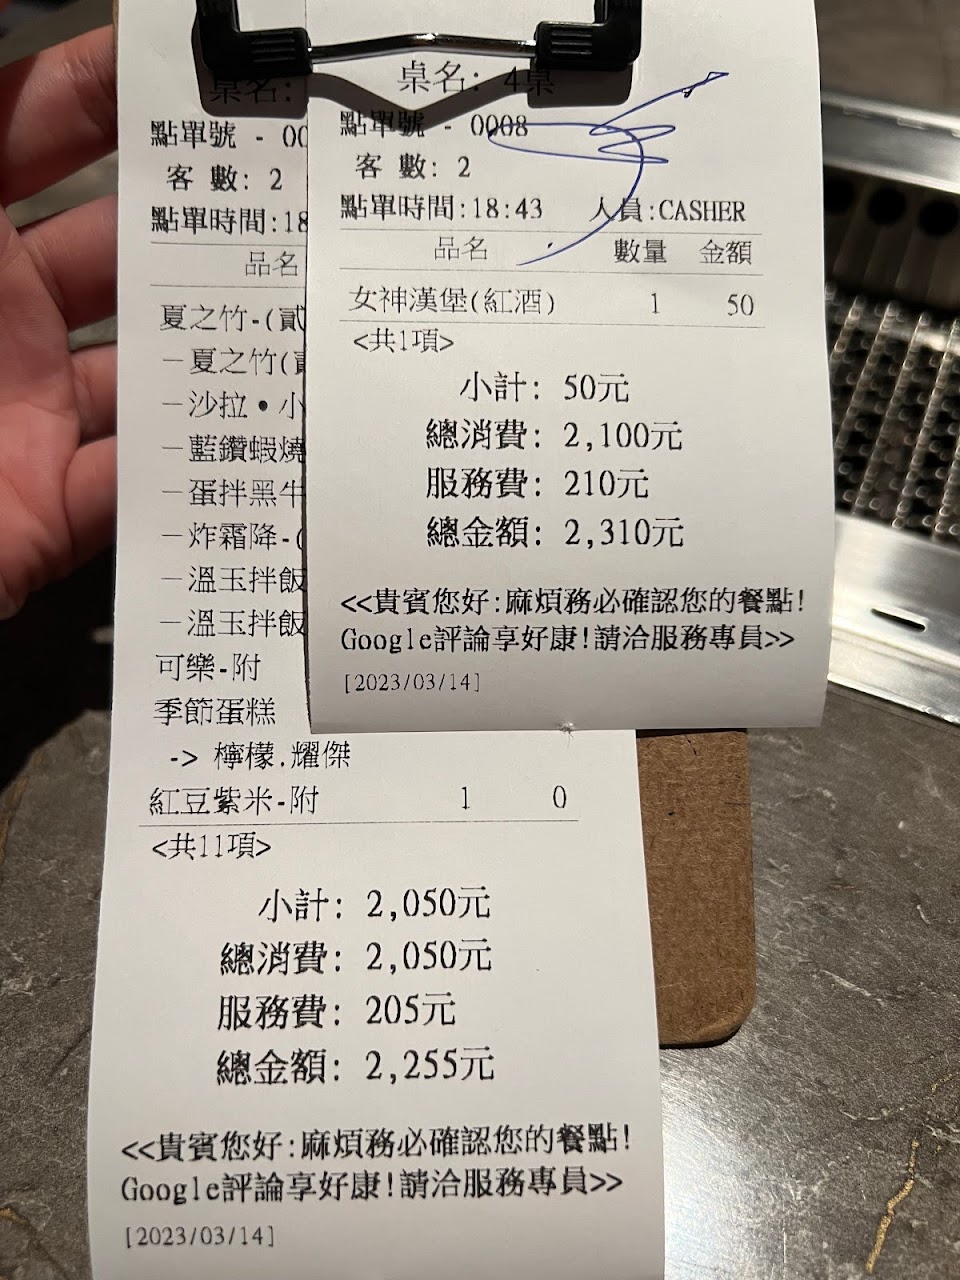 桌名:
點單號 - 00
客 數: 2
點單時間:18
品名
夏之竹-(貳
－夏之竹(貳
－沙拉•小
－藍鑽蝦燒
－蛋拌黑牛
－炸霜降-(
－溫玉拌飯
－溫玉拌飯
可樂-附
季節蛋糕
-> 檸檬.耀傑
紅豆紫米-附 1 0
<共11項>
小計: 2,050元
總消費: 2,050元
服務費: 205元
總金額: 2,255元
<<貴賓您好:麻煩務必確認您的餐點!
Google評論享好康!請洽服務專員>>
[2023/03/14]
桌名: 4桌
點單號 - 0008
客 數: 2
點單時間:18:43 人員:CASHER
品名 數量 金額
女神漢堡(紅酒) 1 50
<共1項>
小計: 50元
總消費: 2,100元
服務費: 210元
總金額: 2,310元
<<貴賓您好:麻煩務必確認您的餐點!
Google評論享好康!請洽服務專員>>
[2023/03/14]